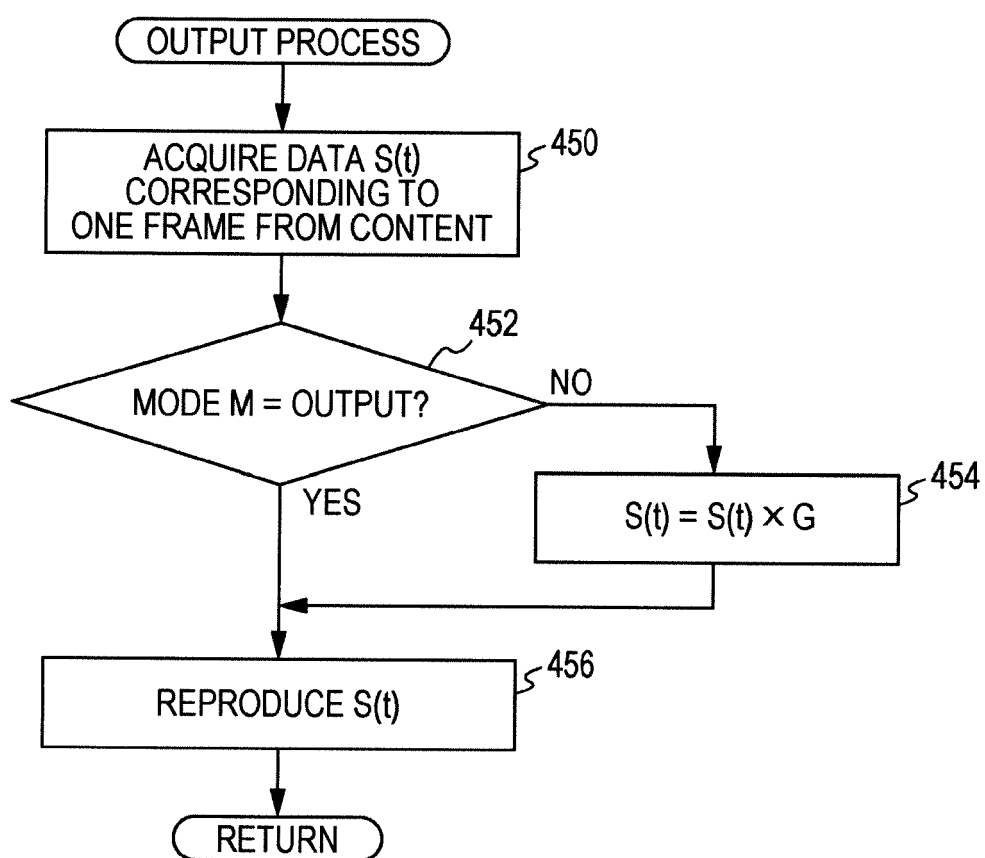 OUTPUT PROCESS
450
ACQUIRE DATA S(t)
CORRESPONDING TO
ONE FRAME FROM CONTENT
452
MODE M = OUTPUT?
NO
YES
454
S(t) = S(t) × G
456
REPRODUCE S(t)
RETURN